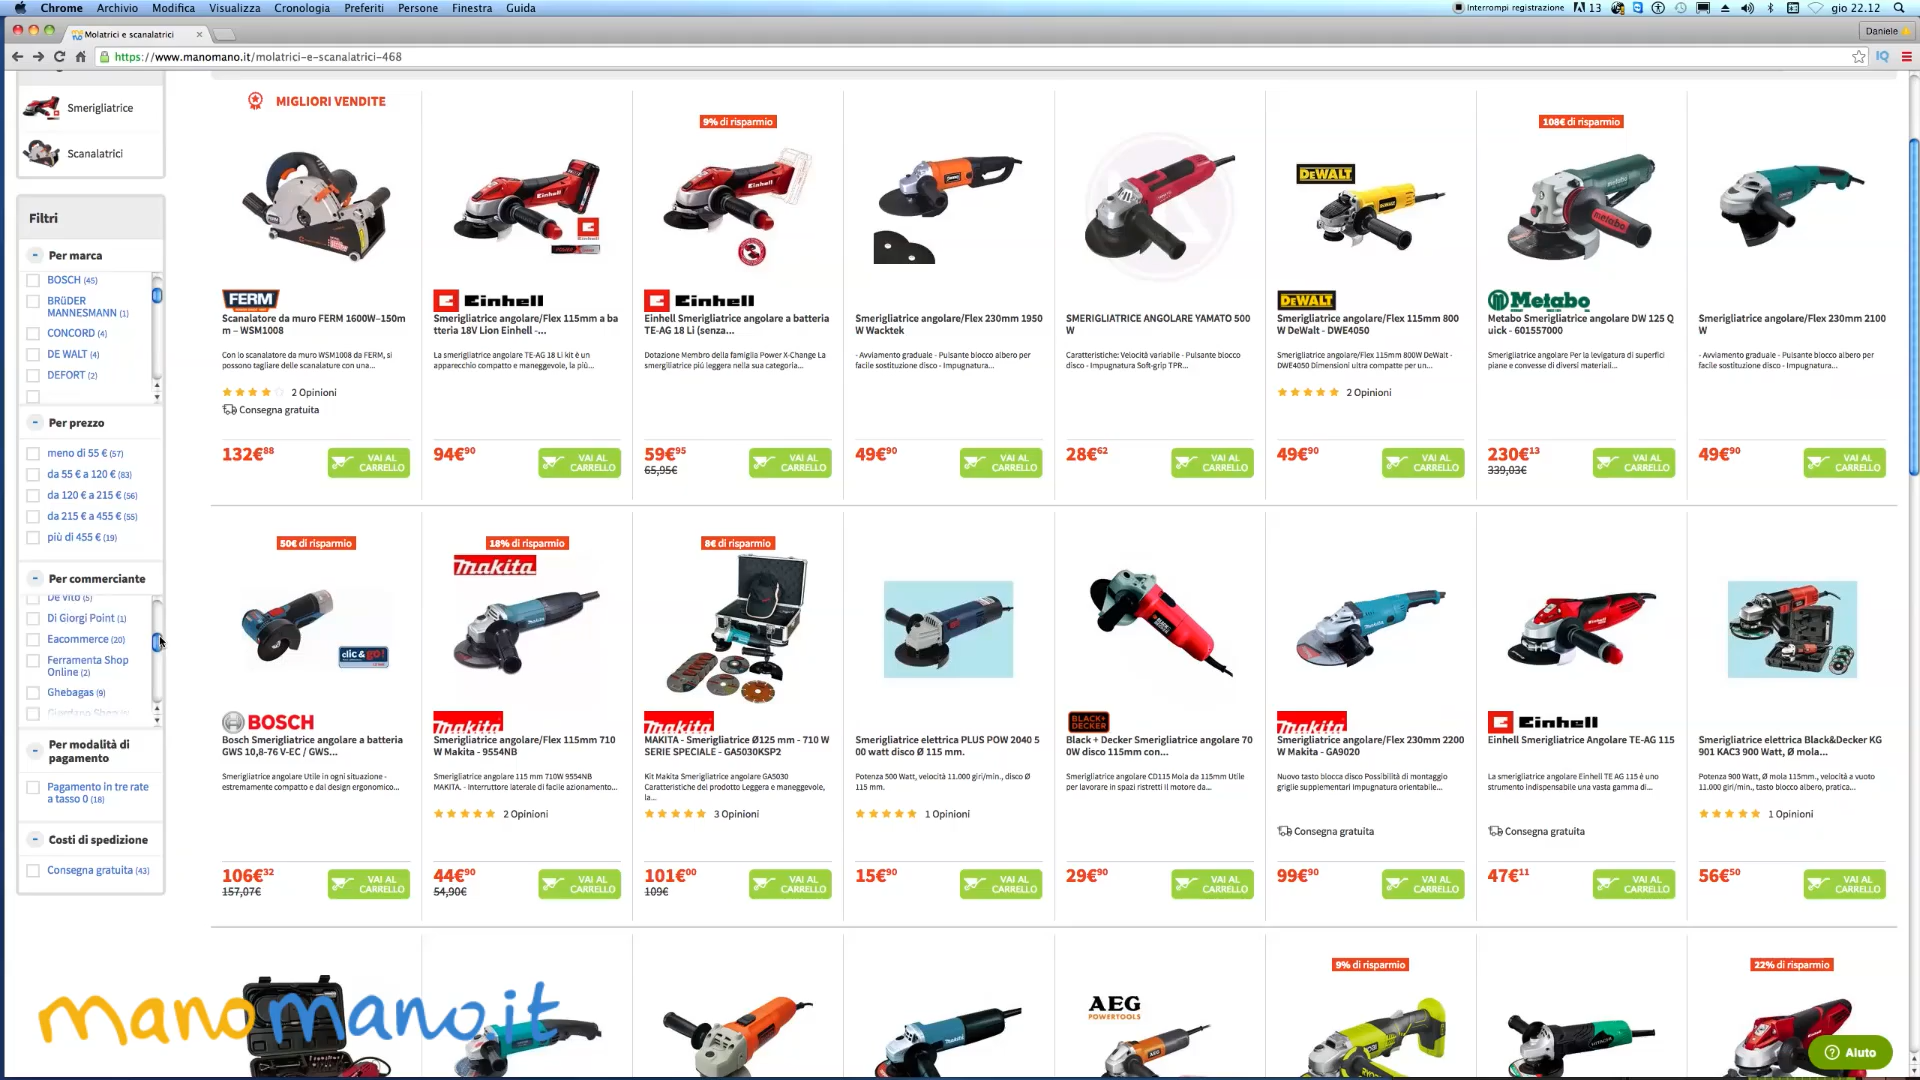 Chrome Archivio Modifica Visualizza Cronologia Preferiti Persone Finestra Guida
Interrompi registrazione 13 gio 22.12
Molatrici e scanalatrici
Daniele
https://www.manomano.it/molatrici-e-scanalatrici-468
IQ
Smerigliatrice
Scanalatrici
Filtri
Per marca
BOSCH (45)
BRüDER
MANNESMANN (1)
CONCORD (4)
DE WALT (4)
DEFORT (2)
Per prezzo
meno di 55 € (57)
da 55 € a 120 € (83)
da 120 € a 215 € (56)
da 215 € a 455 € (55)
più di 455 € (19)
Per commerciante
De Vito (5)
Di Giorgi Point (1)
Eacommerce (20)
Ferramenta Shop
Online (2)
Ghebagas (9)
Per modalità di
pagamento
Pagamento in tre rate
a tasso 0 (18)
Costi di spedizione
Consegna gratuita (43)
MIGLIORI VENDITE
FERM
Scanalatore da muro FERM 1600W–150m
m – WSM1008
Con lo scanalatore da muro WSM1008 da FERM, si
possono tagliare delle scanalature con una...
2 Opinioni
Consegna gratuita
132€88
VAI AL
CARRELLO
Einhell
Smerigliatrice angolare/Flex 115mm a ba
tteria 18V Lion Einhell -...
La smerigliatrice angolare TE-AG 18 Li kit è un
apparecchio compatto e maneggevole, la più...
94€90
VAI AL
CARRELLO
9% di risparmio
Einhell
Einhell Smerigliatrice angolare a batteria
TE-AG 18 Li (senza...
Dotazione Membro della famiglia Power X-Change La
smergiliatrice più leggera nella sua categoria...
59€95
65,95€
VAI AL
CARRELLO
Smerigliatrice angolare/Flex 230mm 1950
W Wacktek
- Avviamento graduale - Pulsante blocco albero per
facile sostituzione disco - Impugnatura...
49€90
VAI AL
CARRELLO
SMERIGLIATRICE ANGOLARE YAMATO 500
W
Caratteristiche: Velocità variabile - Pulsante blocco
disco - Impugnatura Soft-grip TPR...
28€62
VAI AL
CARRELLO
DEWALT
DEWALT
Smerigliatrice angolare/Flex 115mm 800
W DeWalt - DWE4050
Smerigliatrice angolare/Flex 115mm 800W DeWalt -
DWE4050 Dimensioni ultra compatte per un...
2 Opinioni
49€90
VAI AL
CARRELLO
108€ di risparmio
metabo
Metabo
Metabo Smerigliatrice angolare DW 125 Q
uick - 601557000
Smerigliatrice angolare Per la levigatura di superfici
piane e convesse di diversi materiali...
230€13
339,03€
VAI AL
CARRELLO
Smerigliatrice angolare/Flex 230mm 2100
W
- Avviamento graduale - Pulsante blocco albero per
facile sostituzione disco - Impugnatura...
49€90
VAI AL
CARRELLO
50€ di risparmio
clic & go!
BOSCH
Bosch Smerigliatrice angolare a batteria
GWS 10,8-76 V-EC / GWS...
Smerigliatrice angolare Utile in ogni situazione -
estremamente compatto e dal design ergonomico...
106€32
157,07€
VAI AL
CARRELLO
18% di risparmio
makita
makita
Smerigliatrice angolare/Flex 115mm 710
W Makita - 9554NB
Smerigliatrice angolare 115 mm 710W 9554NB
MAKITA. - Interruttore laterale di facile azionamento...
2 Opinioni
44€90
54,90€
VAI AL
CARRELLO
8€ di risparmio
makita
MAKITA - Smerigliatrice Ø125 mm - 710 W
SERIE SPECIALE - GA5030KSP2
Kit Makita Smerigliatrice angolare GA5030
Caratteristiche del prodotto Leggera e maneggevole,
la...
3 Opinioni
101€00
109€
VAI AL
CARRELLO
Smerigliatrice elettrica PLUS POW 2040 5
00 watt disco Ø 115 mm.
Potenza 500 Watt, velocità 11.000 giri/min., disco Ø
115 mm.
1 Opinioni
15€90
VAI AL
CARRELLO
BLACK+
DECKER
Black + Decker Smerigliatrice angolare 70
0W disco 115mm con...
Smerigliatrice angolare CD115 Mola da 115mm Utile
per lavorare in spazi ristretti Il motore da...
29€90
VAI AL
CARRELLO
makita
Smerigliatrice angolare/Flex 230mm 2200
W Makita - GA9020
Nuovo tasto blocca disco Possibilità di montaggio
griglie supplementari Impugnatura orientabile...
Consegna gratuita
99€90
VAI AL
CARRELLO
Einhell
Einhell Smerigliatrice Angolare TE-AG 115
La smerigliatrice angolare Einhell TE AG 115 è uno
strumento indispensabile una vasta gamma di...
Consegna gratuita
47€11
VAI AL
CARRELLO
Smerigliatrice elettrica Black&Decker KG
901 KAC3 900 Watt, Ø mola...
Potenza 900 Watt, Ø mola 115mm., velocità a vuoto
11.000 giri/min., tasto blocco albero, pratica...
1 Opinioni
56€50
VAI AL
CARRELLO
AEG
POWERTOOLS
9% di risparmio
22% di risparmio
manomano.it
Aiuto